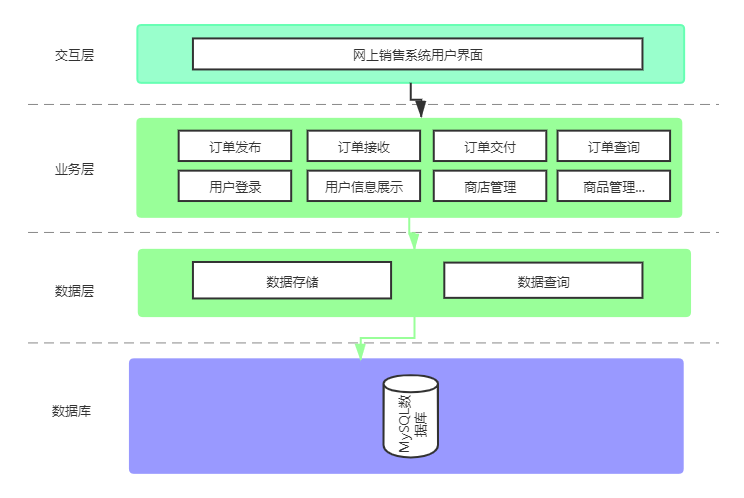 交互层
网上销售系统用户界面
业务层
订单发布
订单接收
订单交付
订单查询
用户登录
用户信息展示
商店管理
商品管理...
数据层
数据存储
数据查询
数据库
MySQL数
据库